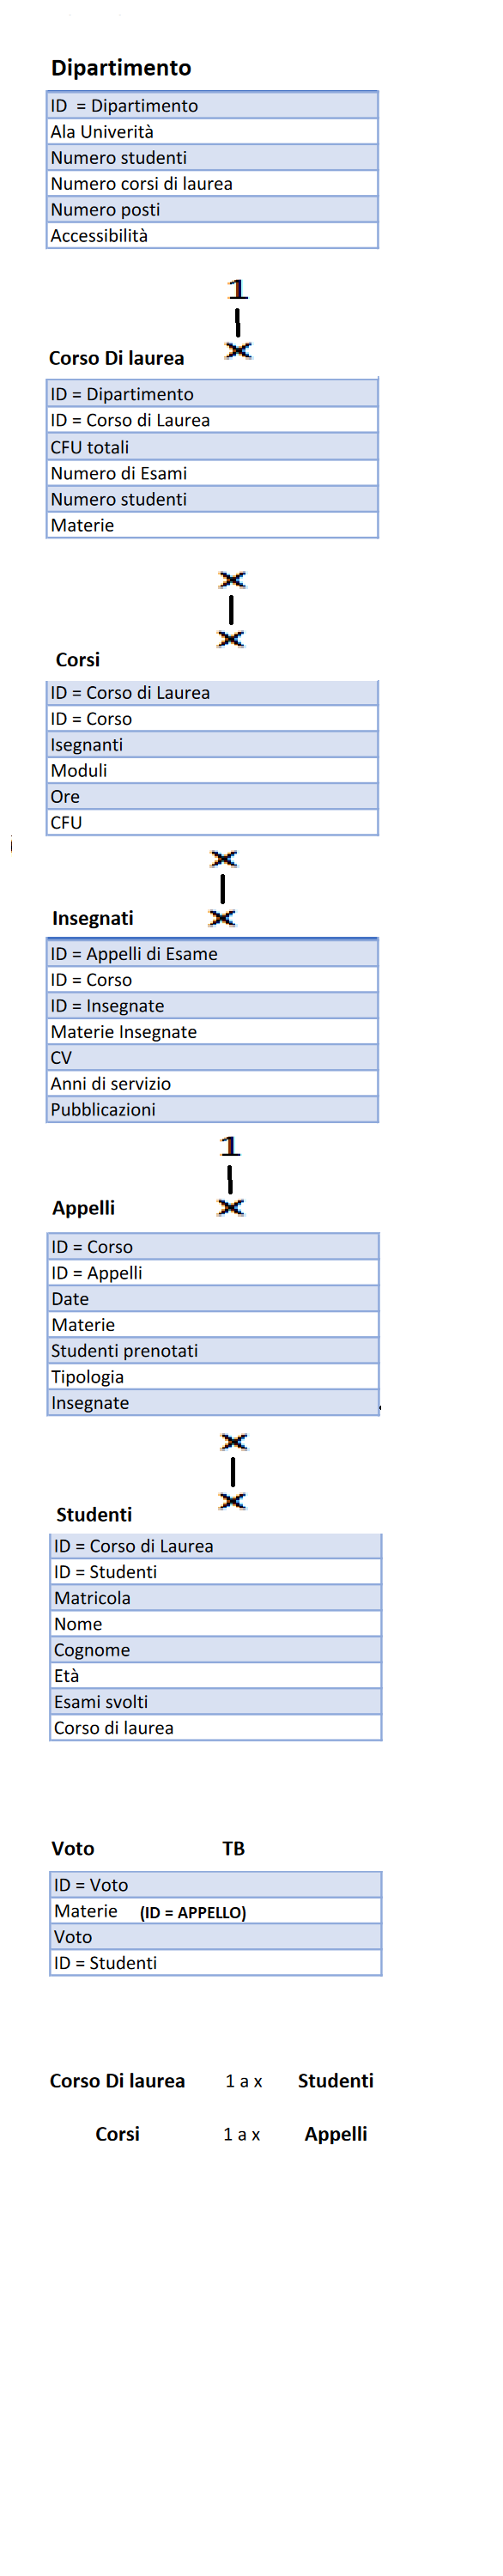 Dipartimento
ID = Dipartimento
Ala Univerità
Numero studenti
Numero corsi di laurea
Numero posti
Accessibilità
1
x
Corso Di laurea
ID = Dipartimento
ID = Corso di Laurea
CFU totali
Numero di Esami
Numero studenti
Materie
x
x
Corsi
ID = Corso di Laurea
ID = Corso
Isegnanti
Moduli
Ore
CFU
x
x
Insegnati
ID = Appelli di Esame
ID = Corso
ID = Insegnate
Materie Insegnate
CV
Anni di servizio
Pubblicazioni
1
x
Appelli
ID = Corso
ID = Appelli
Date
Materie
Studenti prenotati
Tipologia
Insegnate
x
x
Studenti
ID = Corso di Laurea
ID = Studenti
Matricola
Nome
Cognome
Età
Esami svolti
Corso di laurea
Voto TB
ID = Voto
Materie (ID = APPELLO)
Voto
ID = Studenti
Corso Di laurea 1 a x Studenti
Corsi 1 a x Appelli